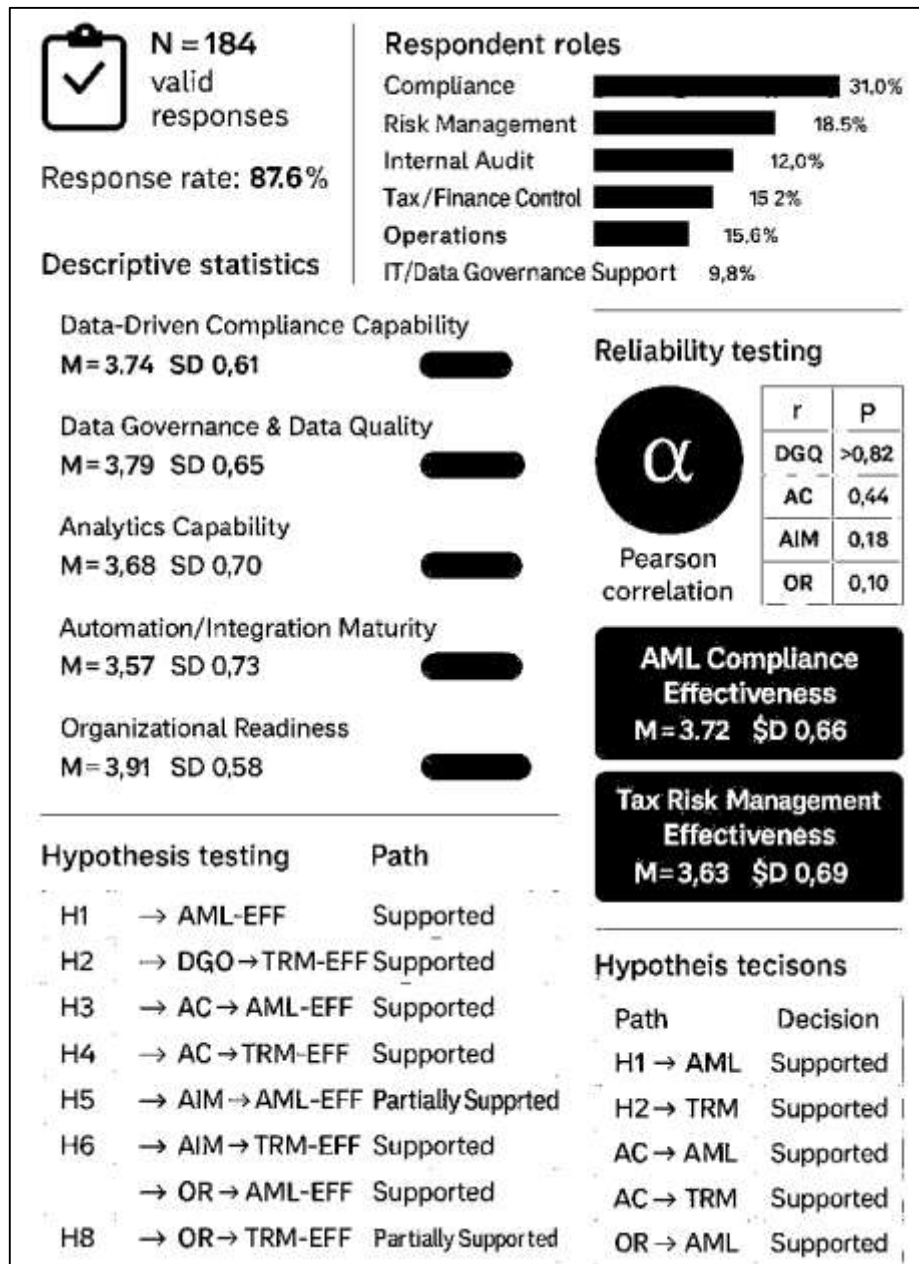 N = 184
valid
responses
Response rate: 87.6%
Respondent roles
Compliance 31,0%
Risk Management 18.5%
Internal Audit 12,0%
Tax/Finance Control 15 2%
Operations 15,6%
IT/Data Governance Support 9,8%
Descriptive statistics
Data-Driven Compliance Capability
M = 3.74 SD 0,61
Data Governance & Data Quality
M = 3,79 SD 0,65
Analytics Capability
M = 3,68 SD 0,70
Automation/Integration Maturity
M = 3,57 SD 0,73
Organizational Readiness
M = 3,91 SD 0,58
Reliability testing
α
Pearson
correlation
r P
DGQ >0,82
AC 0,44
AIM 0,18
OR 0,10
AML Compliance
Effectiveness
M = 3.72 $D 0,66
Tax Risk Management
Effectiveness
M = 3,63 $D 0,69
Hypothesis testing Path
H1 → AML-EFF Supported
H2 → DGO → TRM-EFF Supported
H3 → AC → AML-EFF Supported
H4 → AC → TRM-EFF Supported
H5 → AIM → AML-EFF Partially Supprted
H6 → AIM → TRM-EFF Supported
→ OR → AML-EFF Supported
H8 → OR → TRM-EFF Partially Supported
Hypotheis tecisons
Path Decision
H1 → AML Supported
H2 → TRM Supported
AC → AML Supported
AC → TRM Supported
OR → AML Supported